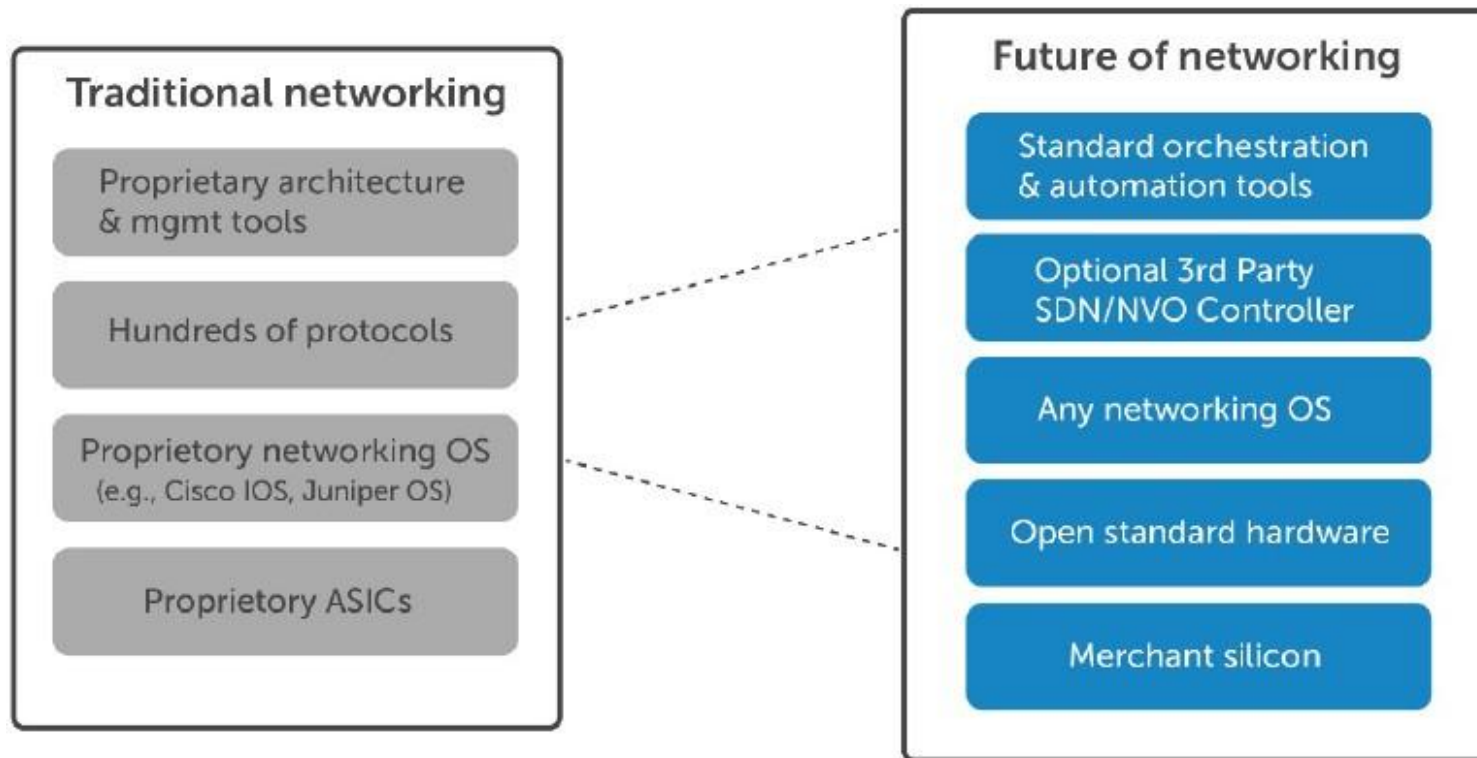 Traditional networking
Proprietary architecture
& mgmt tools
Hundreds of protocols
Proprietory networking OS
(e.g., Cisco IOS, Juniper OS)
Proprietory ASICs
Future of networking
Standard orchestration
& automation tools
Optional 3rd Party
SDN/NVO Controller
Any networking OS
Open standard hardware
Merchant silicon